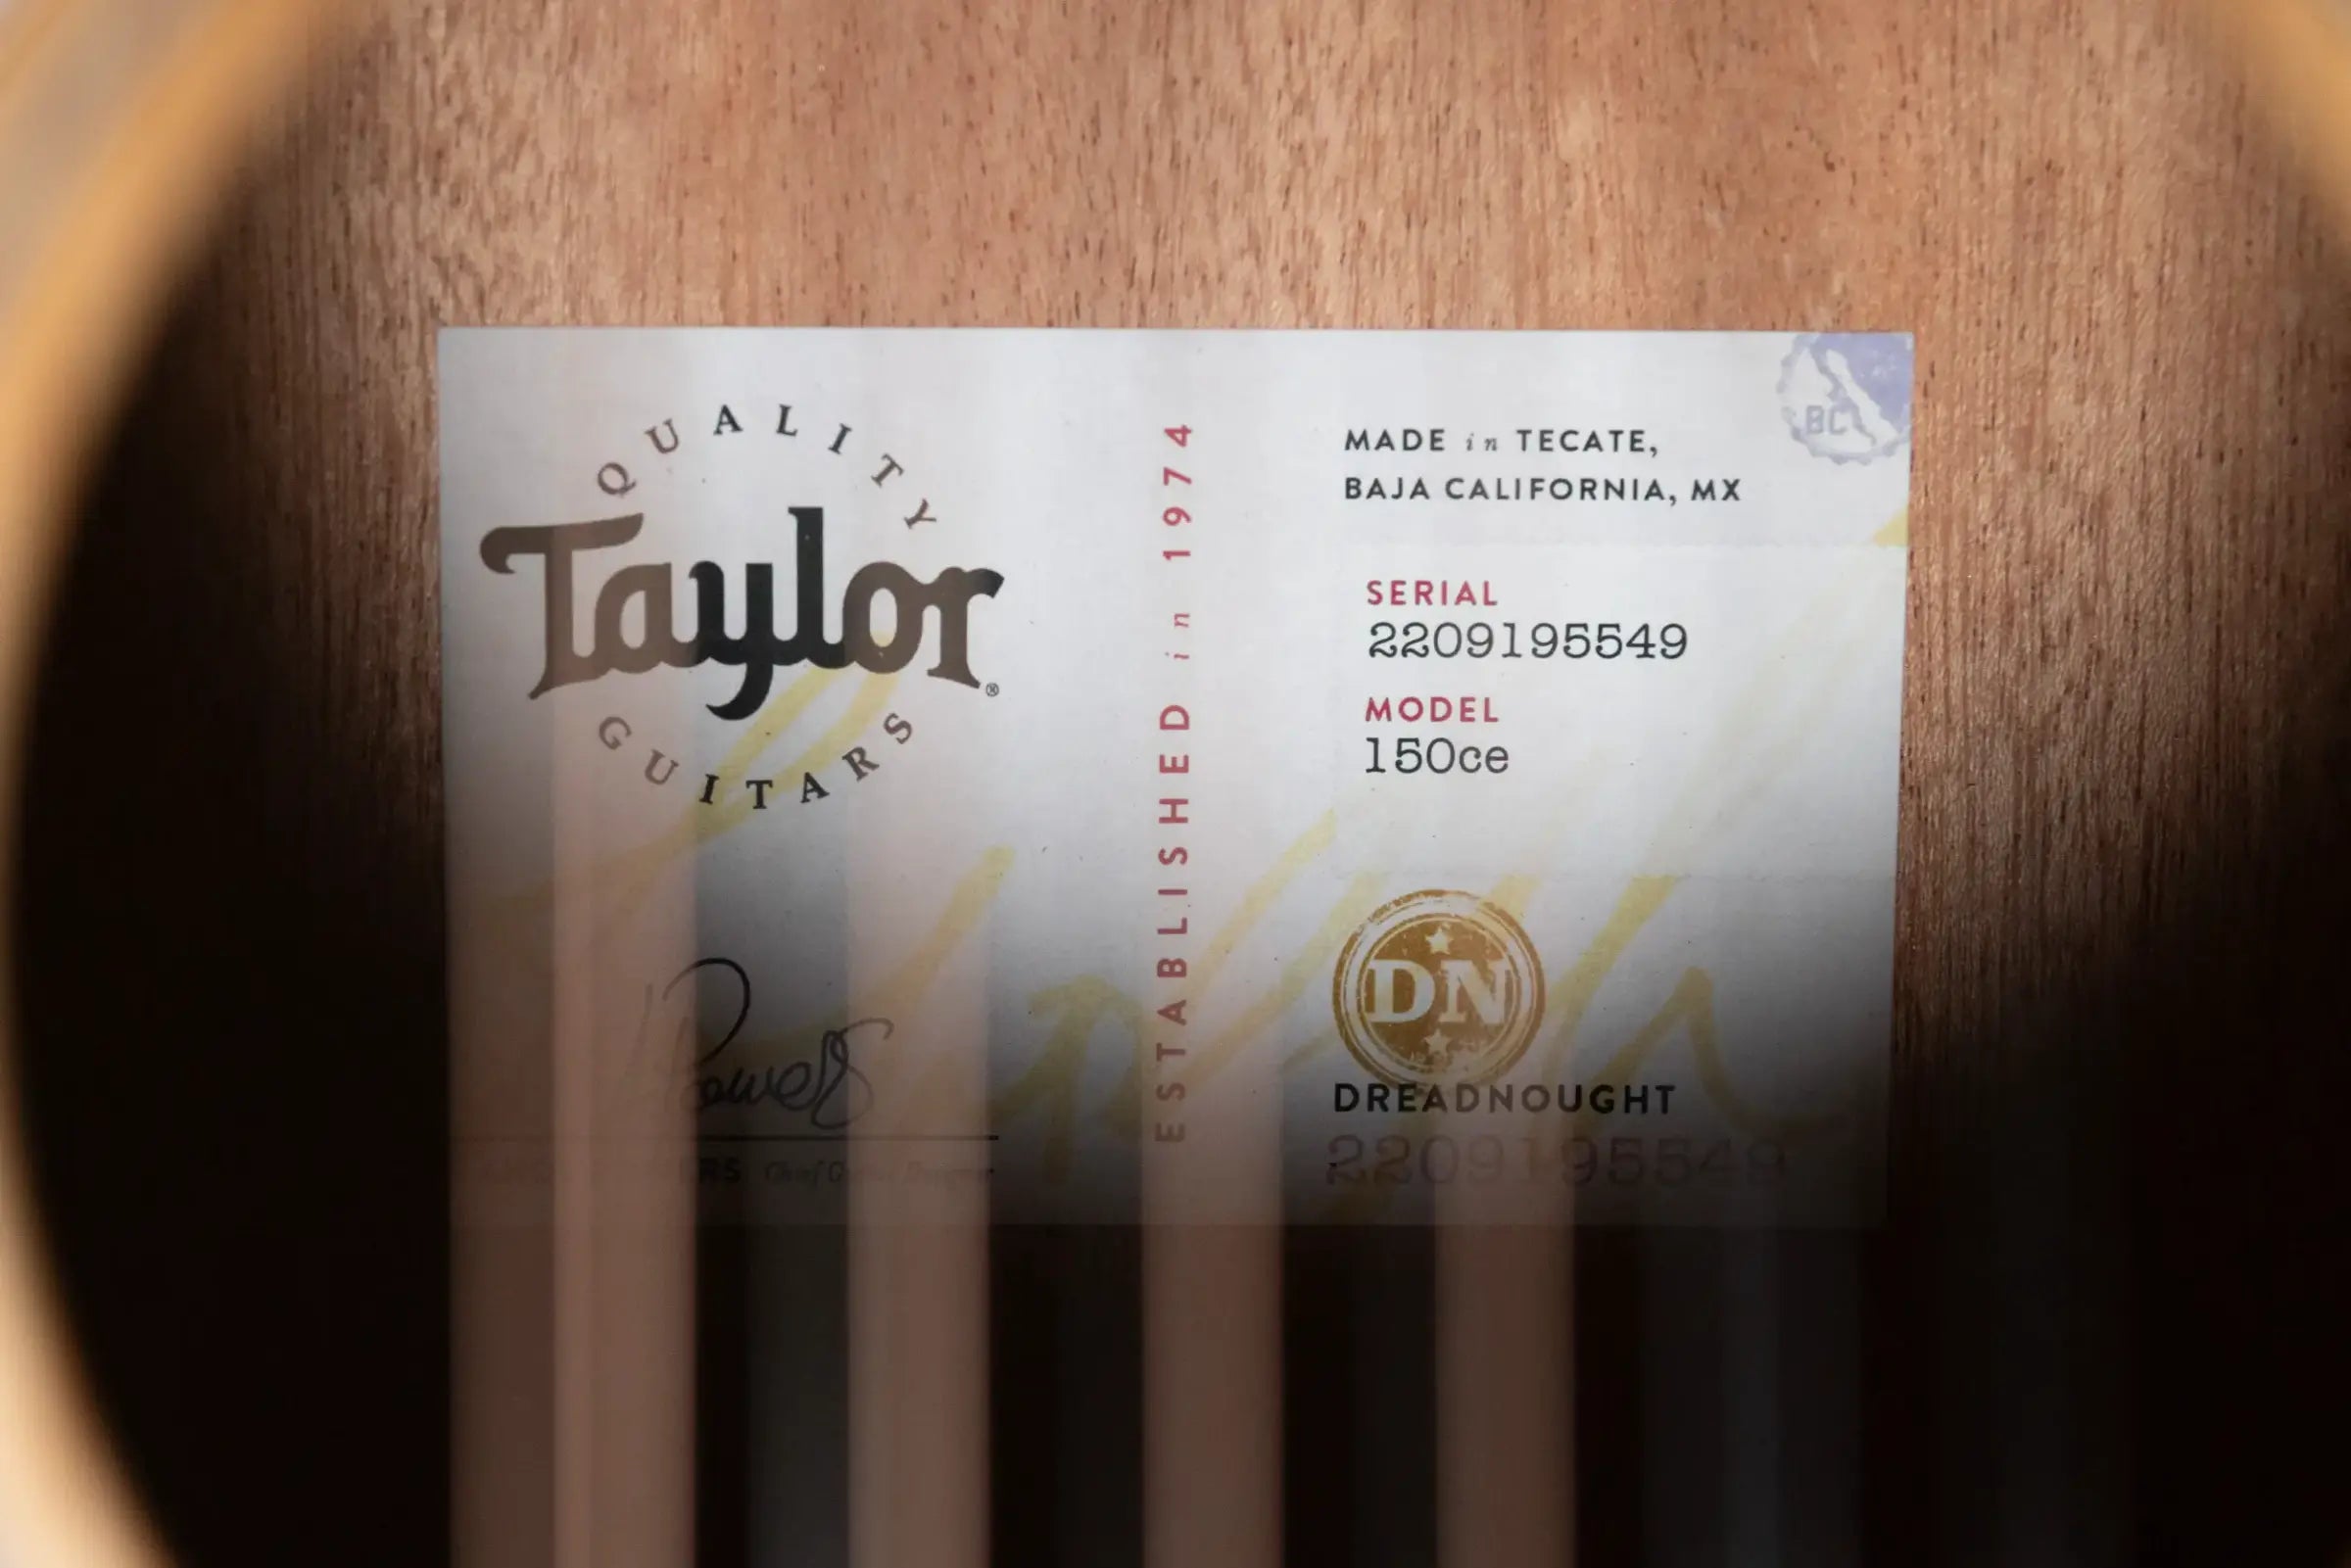 QUALITY
Taylor®
GUITARS
Powers
ESTABLISHED in 1974
MADE in TECATE,
BAJA CALIFORNIA, MX
BC
SERIAL
2209195549
MODEL
150ce
DN
DREADNOUGHT
2209195549